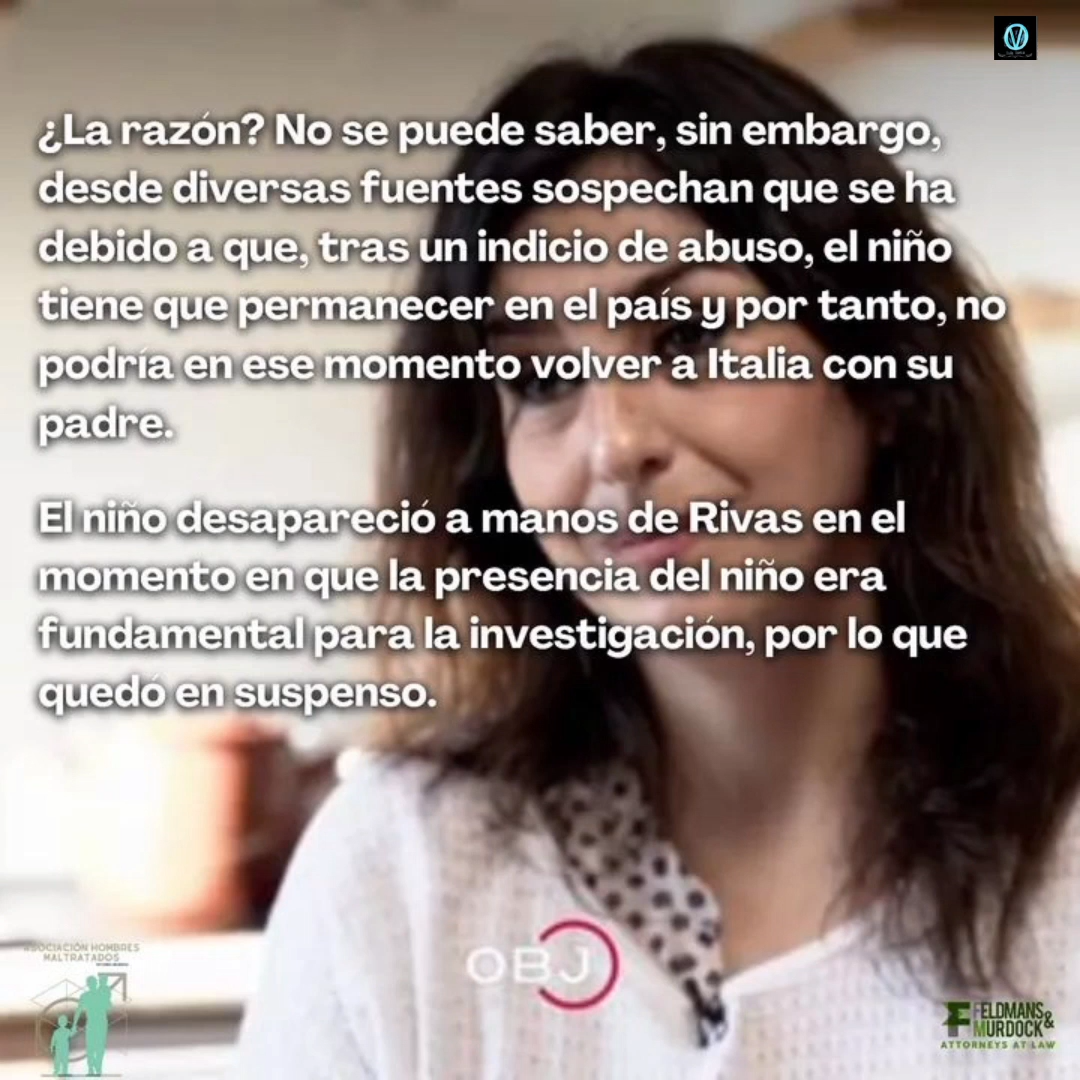 ¿La razón? No se puede saber, sin embargo,
desde diversas fuentes sospechan que se ha
debido a que, tras un indicio de abuso, el niño
tiene que permanecer en el país y por tanto, no
podría en ese momento volver a Italia con su
padre.
El niño desapareció a manos de Rivas en el
momento en que la presencia del niño era
fundamental para la investigación, por lo que
quedó en suspenso.
ASOCIACIÓN HOMBRES
MALTRATADOS
OBJ
FELDMANS &
MURDOCK
ATTORNEYS AT LAW